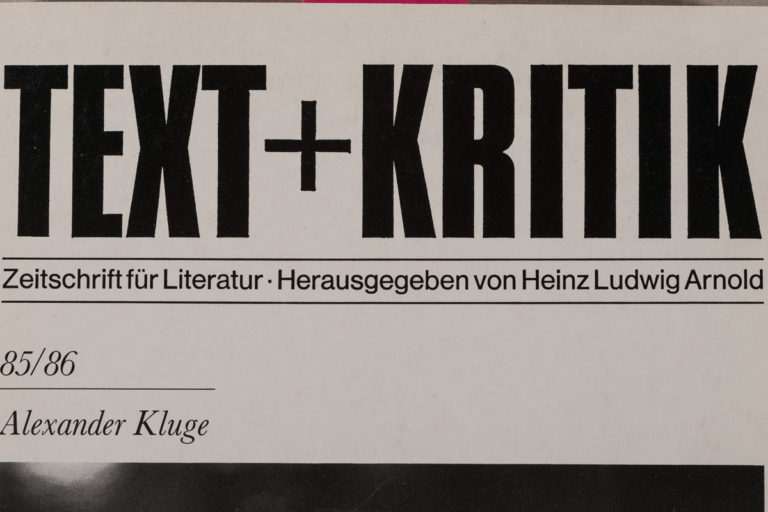 TEXT+KRITIK
Zeitschrift für Literatur · Herausgegeben von Heinz Ludwig Arnold
85/86
Alexander Kluge